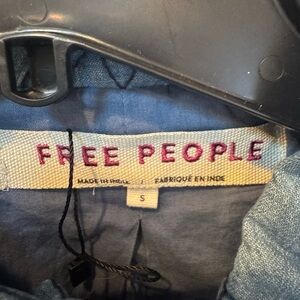 FREE PEOPLE
MADE IN INDIA / FABRIQUÉ EN INDE
S